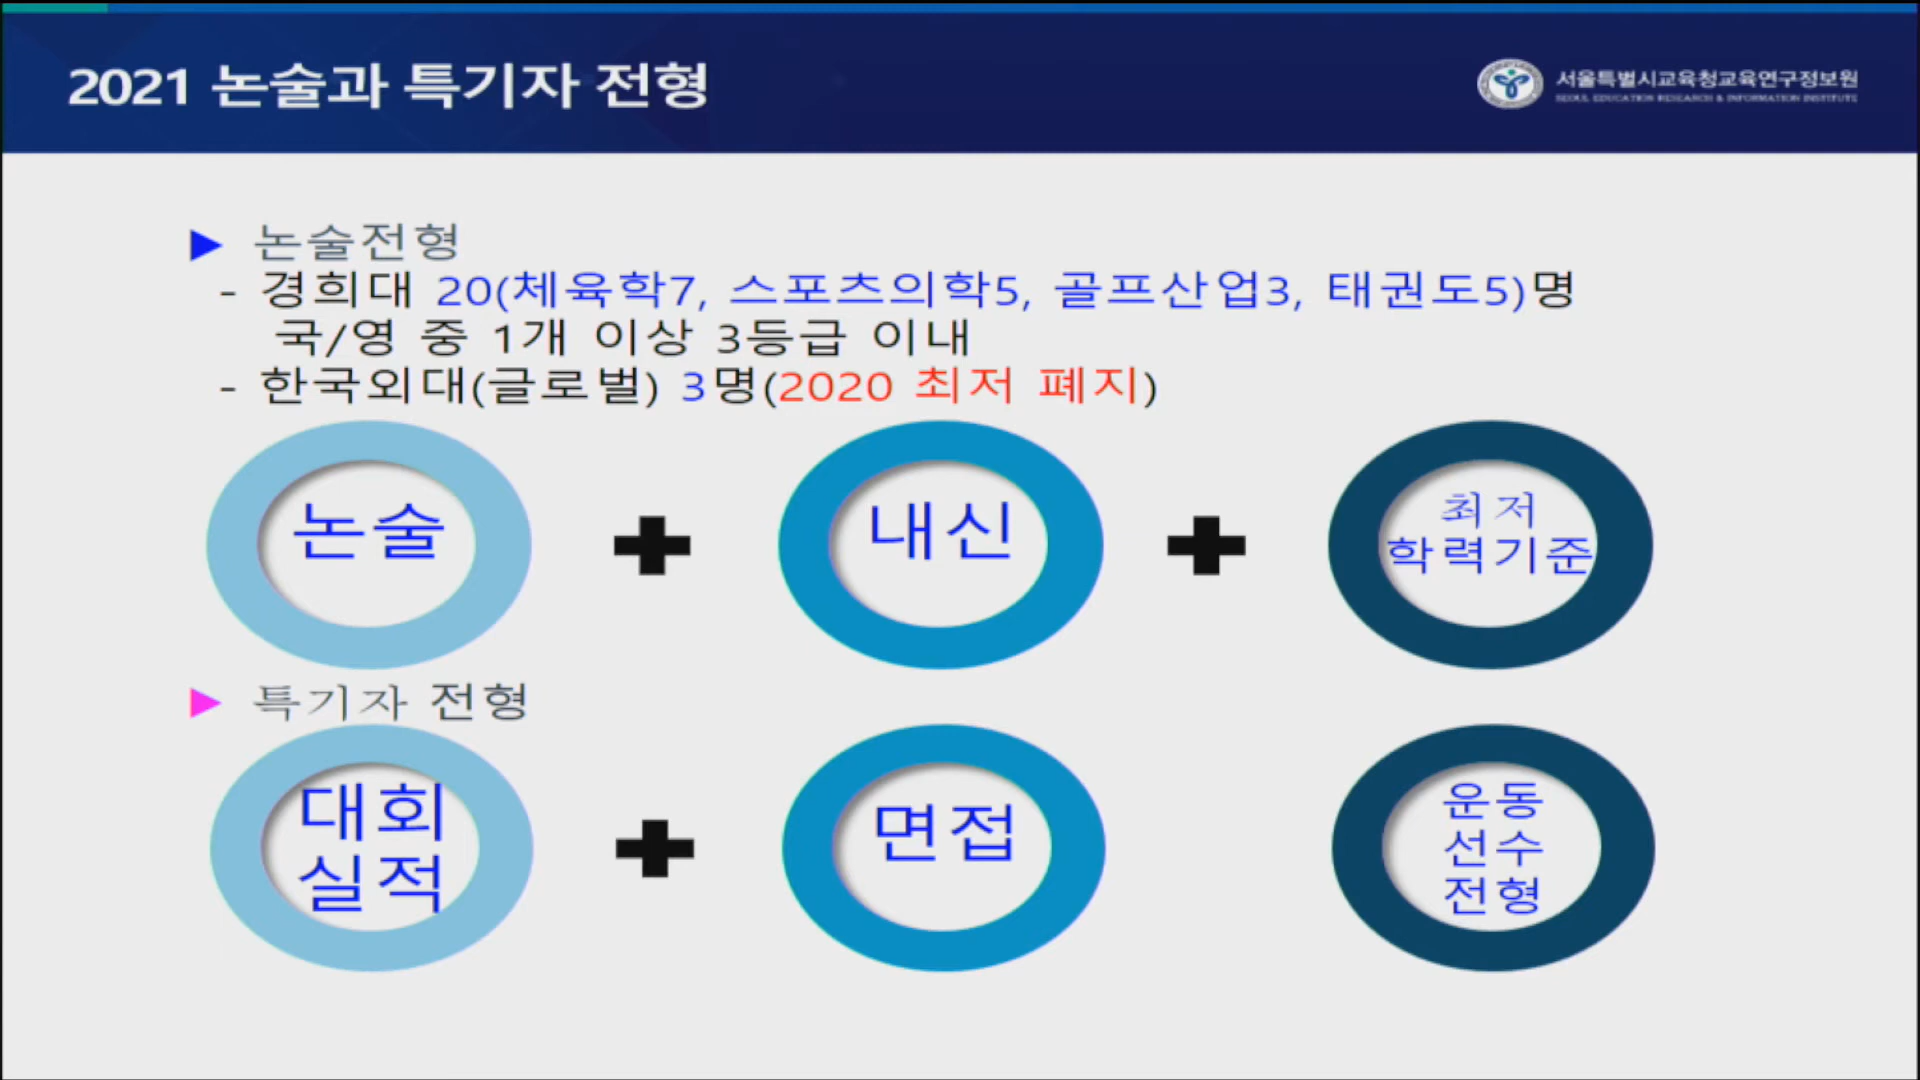 2021 논술과 특기자 전형
서울특별시교육청교육연구정보원
SEOUL EDUCATION RESEARCH & INFORMATION INSTITUTE
▶ 논술전형
- 경희대 20(체육학7, 스포츠의학5, 골프산업3, 태권도5)명
국/영 중 1개 이상 3등급 이내
- 한국외대(글로벌) 3명(2020 최저 폐지)
논술
내신
최저
학력기준
▶ 특기자 전형
대회
실적
면접
운동
선수
전형